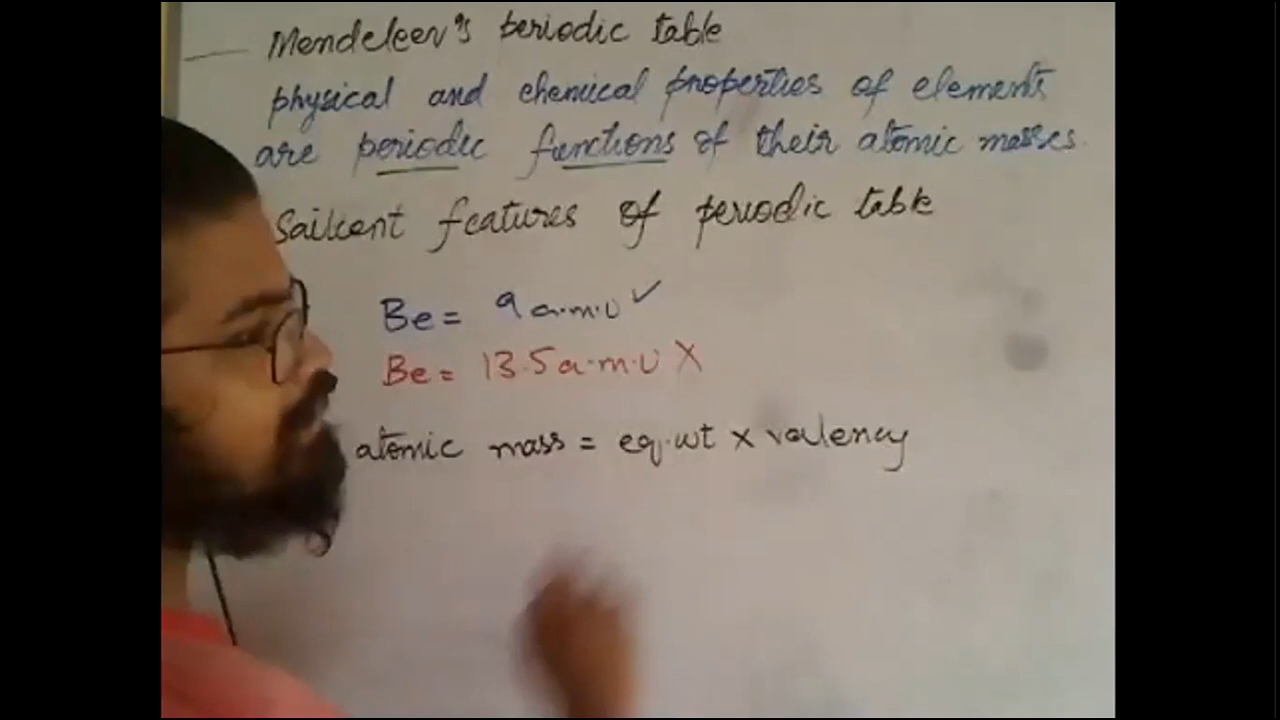 Mendeleev's periodic table
physical and chemical properties of elements
are periodic functions of their atomic masses.
Sailent features of periodic table
Be = 9 a.m.u ✓
Be = 13.5 a.m.u X
atomic mass = eq.wt x valency